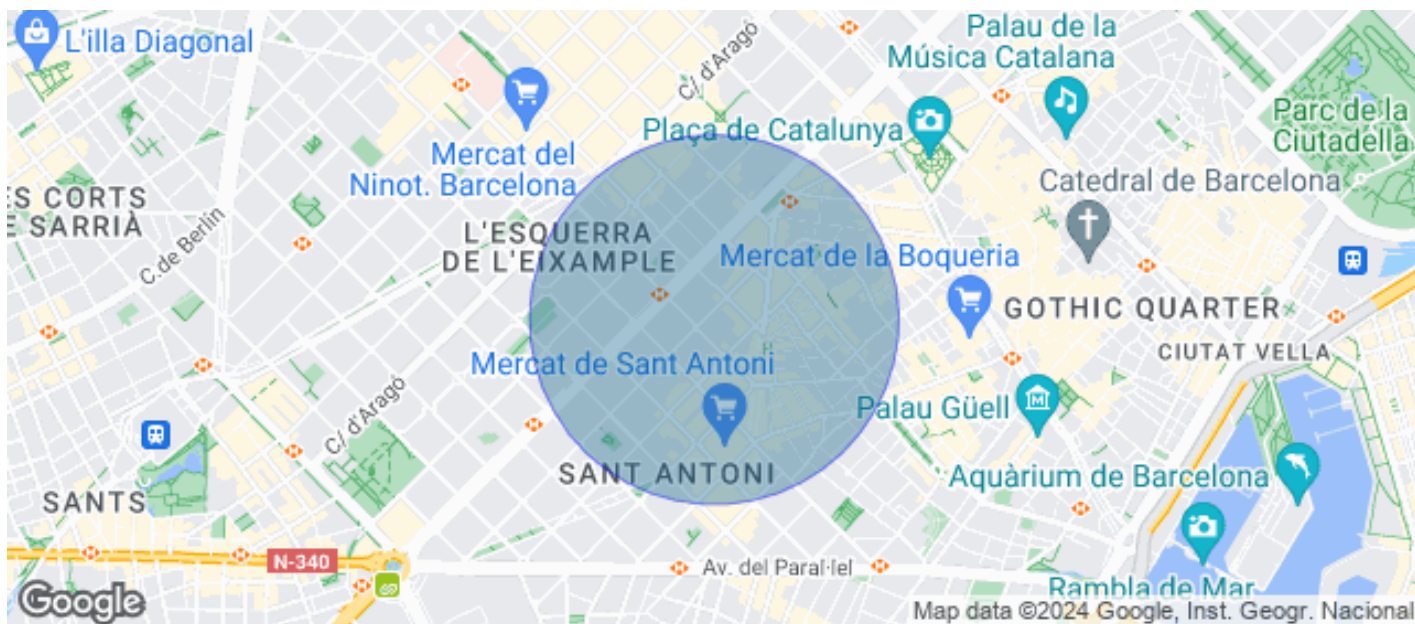 L'illa Diagonal
C/ d'Aragó
Palau de la
Música Catalana
Plaça de Catalunya
Parc de la
Ciutadella
Mercat del
Ninot. Barcelona
Catedral de Barcelona
ES CORTS
E SARRIÀ
C. de Berlín
L'ESQUERRA
DE L'EIXAMPLE
Mercat de la Boqueria
GOTHIC QUARTER
CIUTAT VELLA
Mercat de Sant Antoni
C/ d'Aragó
Palau Güell
SANT ANTONI
Aquàrium de Barcelona
SANTS
N-340
Av. del Paral·lel
Rambla de Mar
Google
Map data ©2024 Google, Inst. Geogr. Nacional